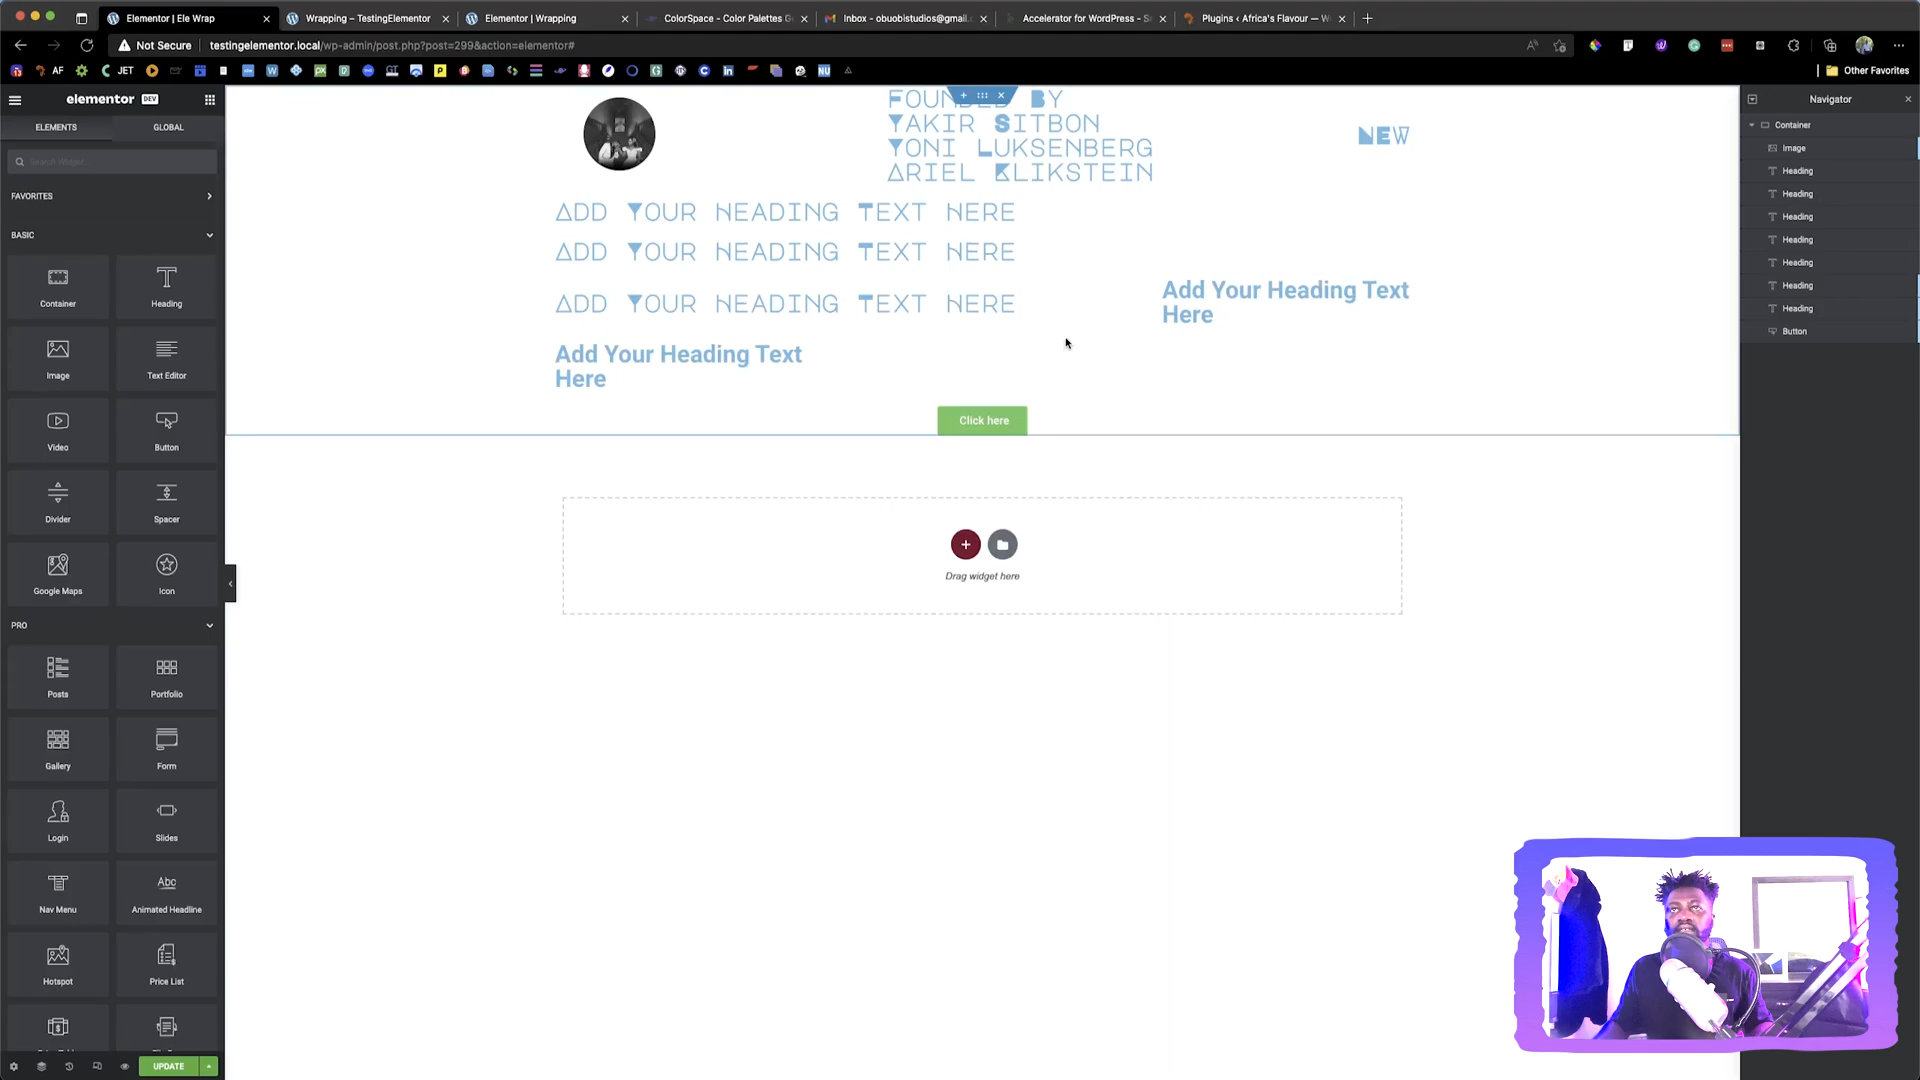 Elementor | Ele Wrap
Wrapping – TestingElementor
Elementor | Wrapping
ColorSpace - Color Palettes G
Inbox - obuobistudios@gmail.c
Accelerator for WordPress - S
Plugins ‹ Africa's Flavour — W
Not Secure
testingelementor.local/wp-admin/post.php?post=299&action=elementor#
AF
JET
NU
Other Favorites
elementor DEV
ELEMENTS
GLOBAL
Search Widget
FAVORITES
BASIC
Container
Heading
Image
Text Editor
Video
Button
Divider
Spacer
Google Maps
Icon
PRO
Posts
Portfolio
Gallery
Form
Login
Slides
Abc
Nav Menu
Animated Headline
Hotspot
Price List
UPDATE
FOUNDED BY
YAKIR SITBON
YONI LUKSENBERG
ARIEL KLIKSTEIN
NEW
ADD YOUR HEADING TEXT HERE
ADD YOUR HEADING TEXT HERE
ADD YOUR HEADING TEXT HERE
Add Your Heading Text
Here
Add Your Heading Text
Here
Click here
Drag widget here
Navigator
Container
Image
Heading
Heading
Heading
Heading
Heading
Heading
Heading
Button